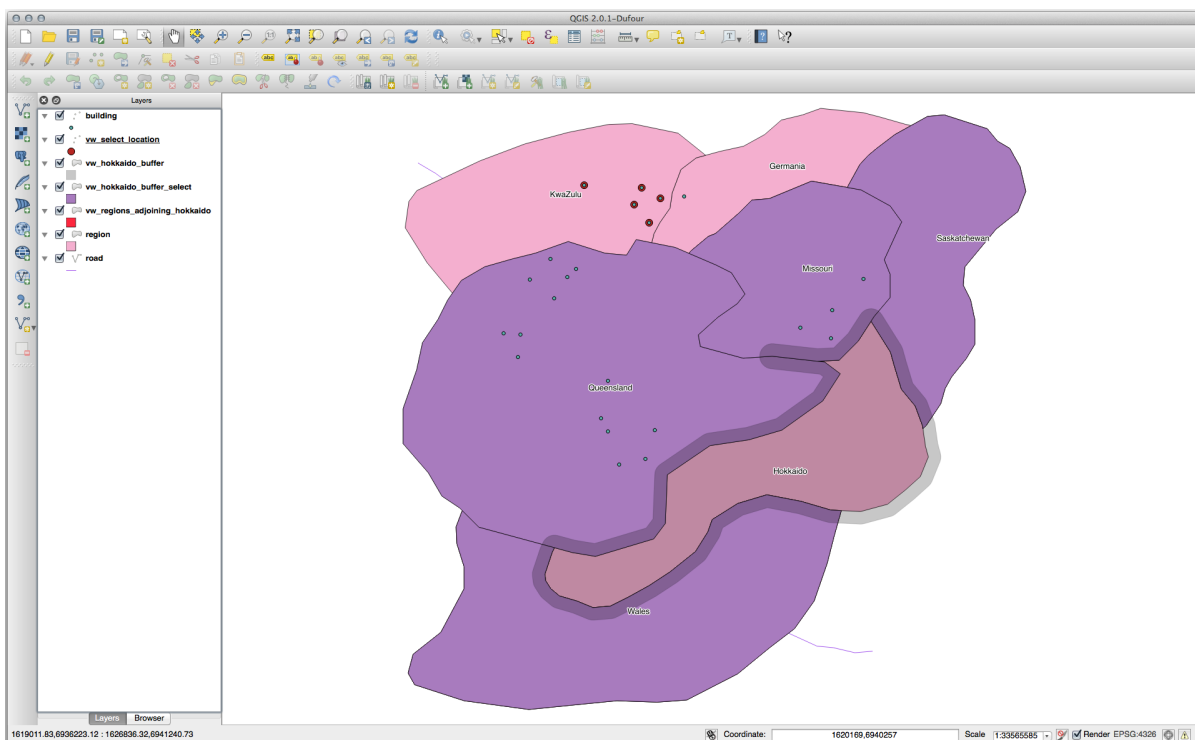 QGIS 2.0.1-Dufour
Layers
building
vw_select_location
vw_hokkaido_buffer
vw_hokkaido_buffer_select
vw_regions_adjoining_hokkaido
region
road
Germania
KwaZulu
Saskatchewan
Missouri
Queensland
Hokkaido
Wales
Layers
Browser
1619011.83,6936223.12 : 1626836.32,6941240.73
Coordinate:
1620169,6940257
Scale
1:33565585
Render
EPSG:4326